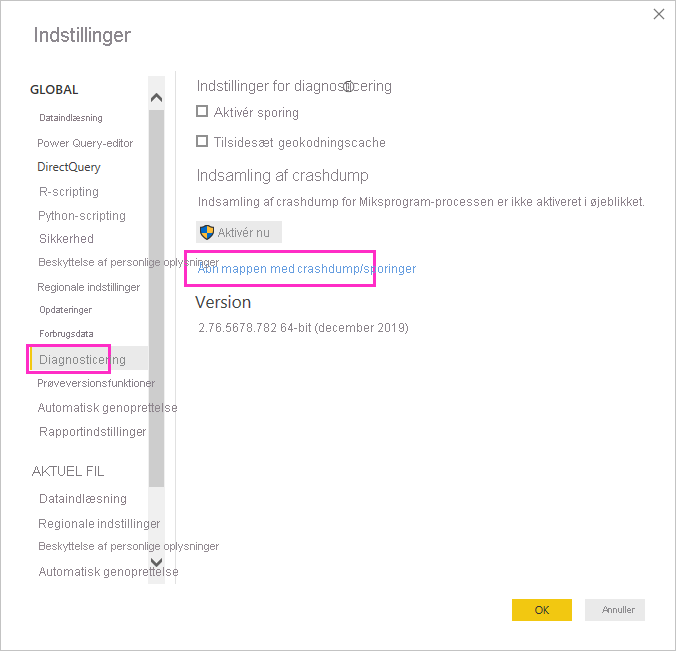 Indstillinger
GLOBAL
Dataindlæsning
Power Query-editor
DirectQuery
R-scripting
Python-scripting
Sikkerhed
Beskyttelse af personlige oplysninger
Regionale indstillinger
Opdateringer
Forbrugsdata
Diagnosticering
Prøveversionsfunktioner
Automatisk genoprettelse
Rapportindstillinger
AKTUEL FIL
Dataindlæsning
Regionale indstillinger
Beskyttelse af personlige oplysninger
Automatisk genoprettelse
Indstillinger for diagnosticering
Aktivér sporing
Tilsidesæt geokodningscache
Indsamling af crashdump
Indsamling af crashdump for Miksprogram-processen er ikke aktiveret i øjeblikket.
Aktivér nu
Åbn mappen med crashdump/sporinger
Version
2.76.5678.782 64-bit (december 2019)
OK
Annuller